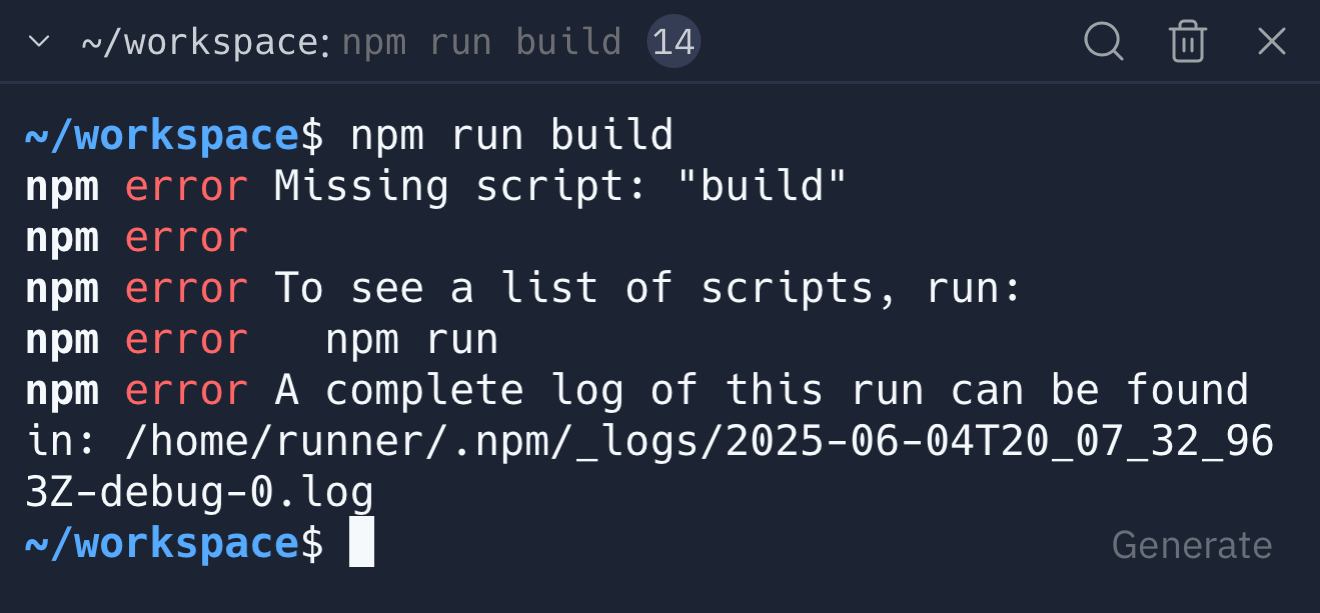 ~/workspace: npm run build 14
~/workspace$ npm run build
npm error Missing script: "build"
npm error
npm error To see a list of scripts, run:
npm error   npm run
npm error A complete log of this run can be found
in: /home/runner/.npm/_logs/2025-06-04T20_07_32_96
3Z-debug-0.log
~/workspace$
Generate